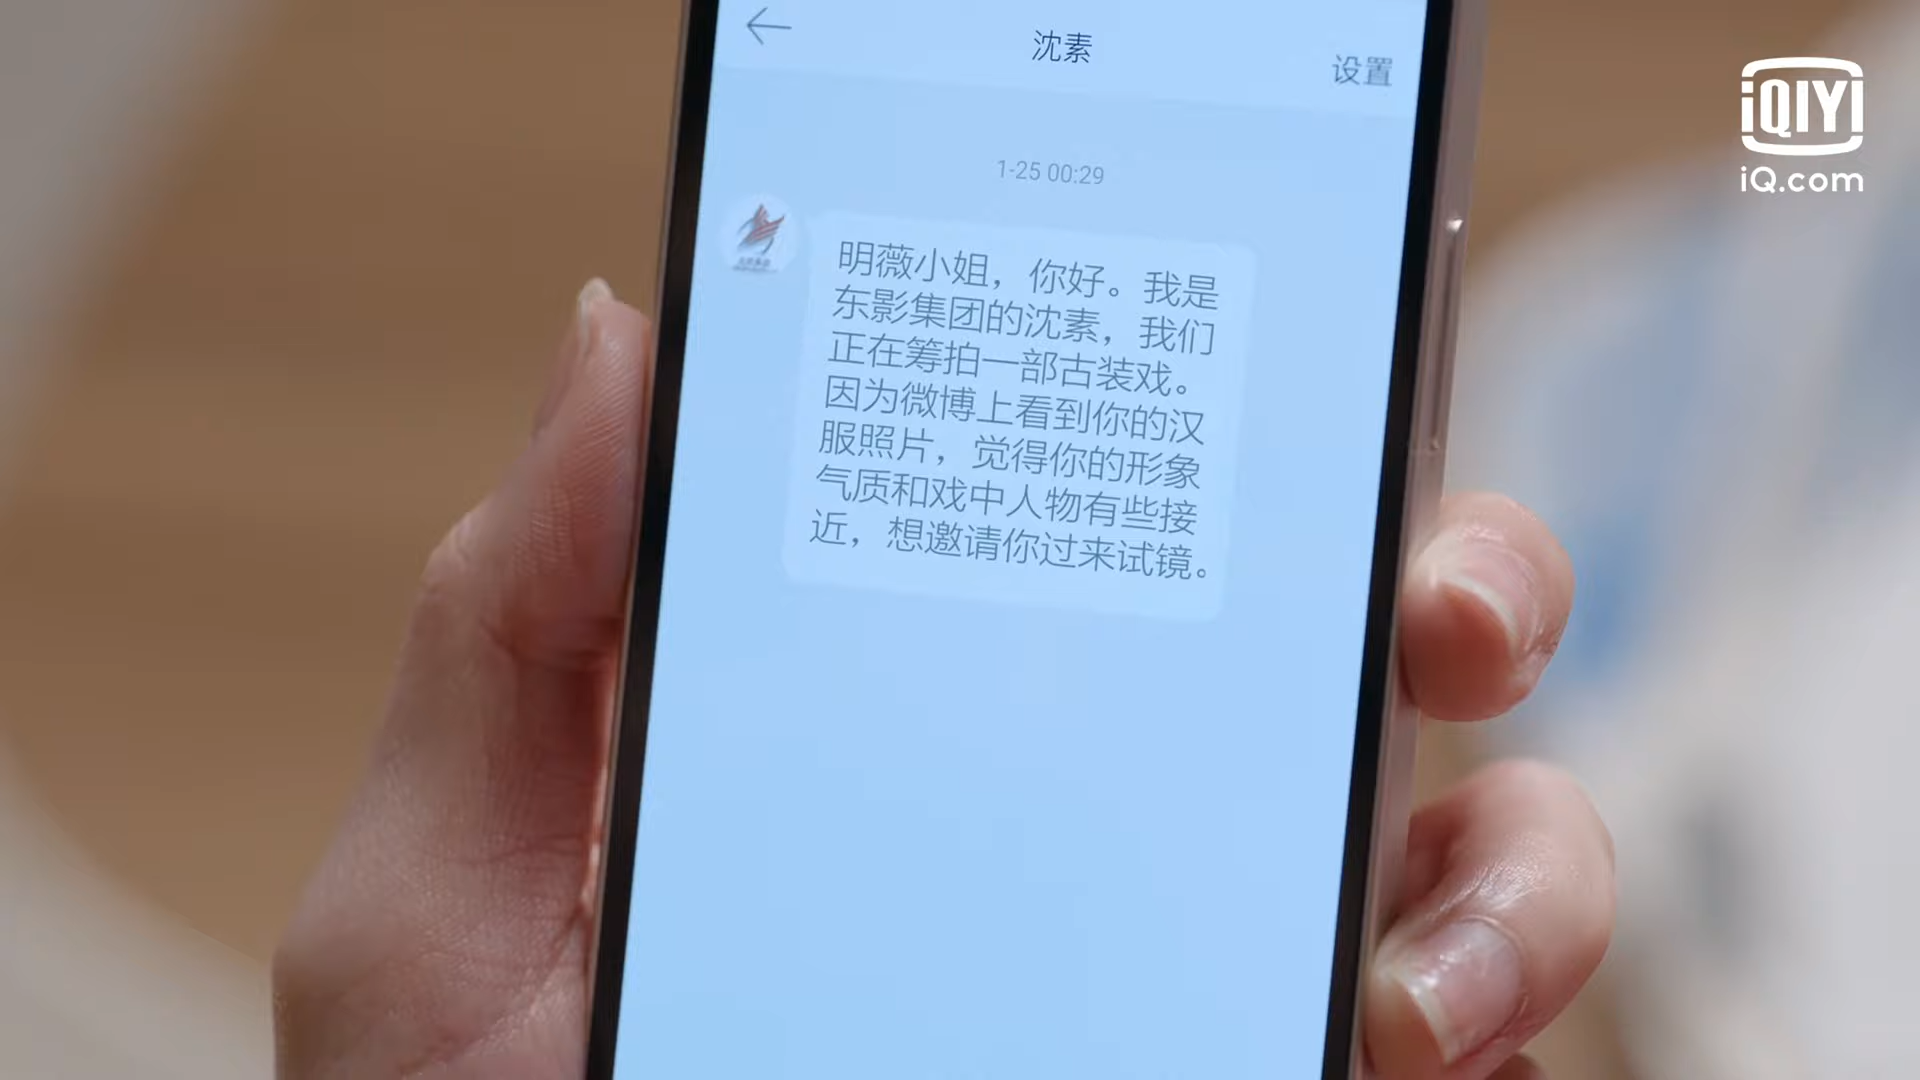 沈素
设置
iQIYI
iQ.com
1-25 00:29
明薇小姐，你好。我是
东影集团的沈素，我们
正在筹拍一部古装戏。
因为微博上看到你的汉
服照片，觉得你的形象
气质和戏中人物有些接
近，想邀请你过来试镜。